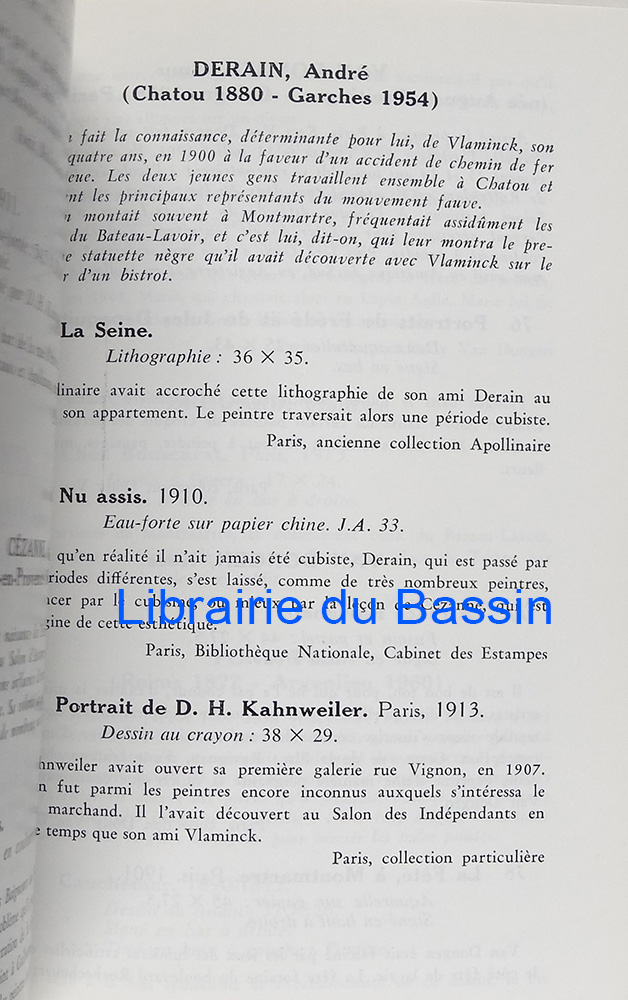 DERAIN, André
(Chatou 1880 - Garches 1954)
fait la connaissance, déterminante pour lui, de Vlaminck, son
quatre ans, en 1900 à la faveur d'un accident de chemin de fer
eue. Les deux jeunes gens travaillent ensemble à Chatou et
nt les principaux représentants du mouvement fauve.
montait souvent à Montmartre, fréquentait assidûment les
du Bateau-Lavoir, et c'est lui, dit-on, qui leur montra le pre-
e statuette nègre qu'il avait découverte avec Vlaminck sur le
r d'un bistrot.
La Seine.
Lithographie : 36 X 35.
linaire avait accroché cette lithographie de son ami Derain au
son appartement. Le peintre traversait alors une période cubiste.
Paris, ancienne collection Apollinaire
Nu assis. 1910.
Eau-forte sur papier chine. J.A. 33.
CÉZANN
qu'en réalité il n'ait jamais été cubiste, Derain, qui est passé par
en-Provence
riodes différentes, s'est laissé, comme de très nombreux peintres,
ncer par le cubisme, ou mieux par la leçon de Cézanne, qui est
gine de cette esthétique.
Librairie du Bassin
Paris, Bibliothèque Nationale, Cabinet des Estampes
Portrait de D. H. Kahnweiler. Paris, 1913.
Dessin au crayon : 38 X 29.
hnweiler avait ouvert sa première galerie rue Vignon, en 1907.
n fut parmi les peintres encore inconnus auxquels s'intéressa le
marchand. Il l'avait découvert au Salon des Indépendants en
e temps que son ami Vlaminck.
Paris, collection particulière